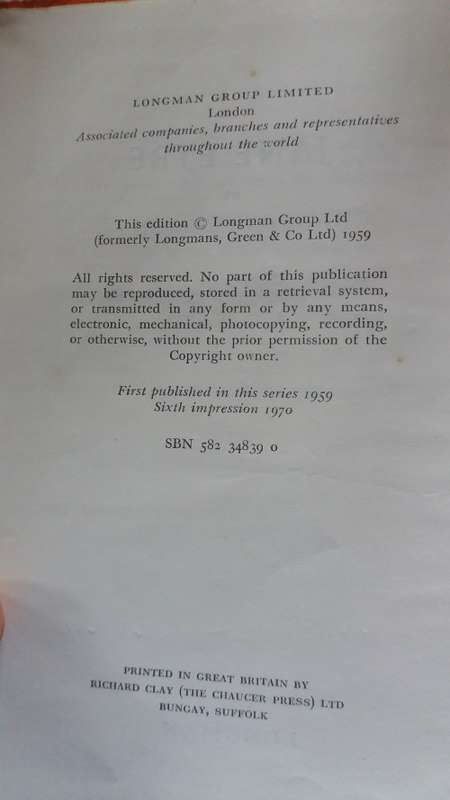 LONGMAN GROUP LIMITED
London
Associated companies, branches and representatives
throughout the world
This edition © Longman Group Ltd
(formerly Longmans, Green & Co Ltd) 1959
All rights reserved. No part of this publication
may be reproduced, stored in a retrieval system,
or transmitted in any form or by any means,
electronic, mechanical, photocopying, recording,
or otherwise, without the prior permission of the
Copyright owner.
First published in this series 1959
Sixth impression 1970
SBN 582 34839 0
PRINTED IN GREAT BRITAIN BY
RICHARD CLAY (THE CHAUCER PRESS) LTD
BUNGAY, SUFFOLK